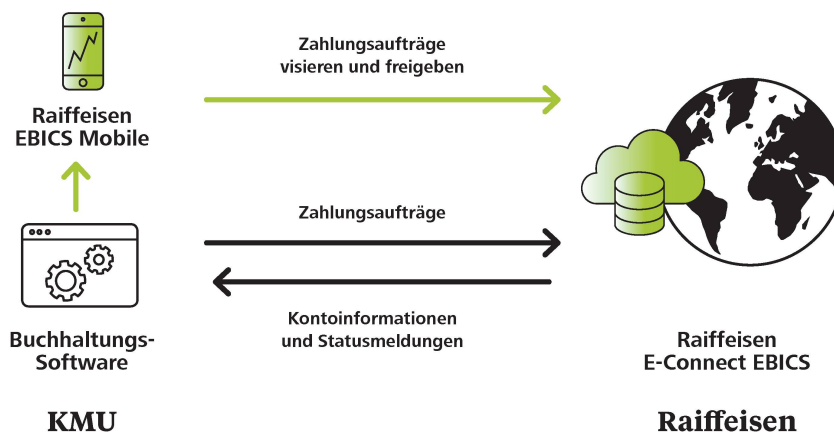 Zahlungsaufträge
visieren und freigeben
Raiffeisen
EBICS Mobile
Zahlungsaufträge
Kontoinformationen
und Statusmeldungen
Buchhaltungs-
Software
Raiffeisen
E-Connect EBICS
KMU
Raiffeisen